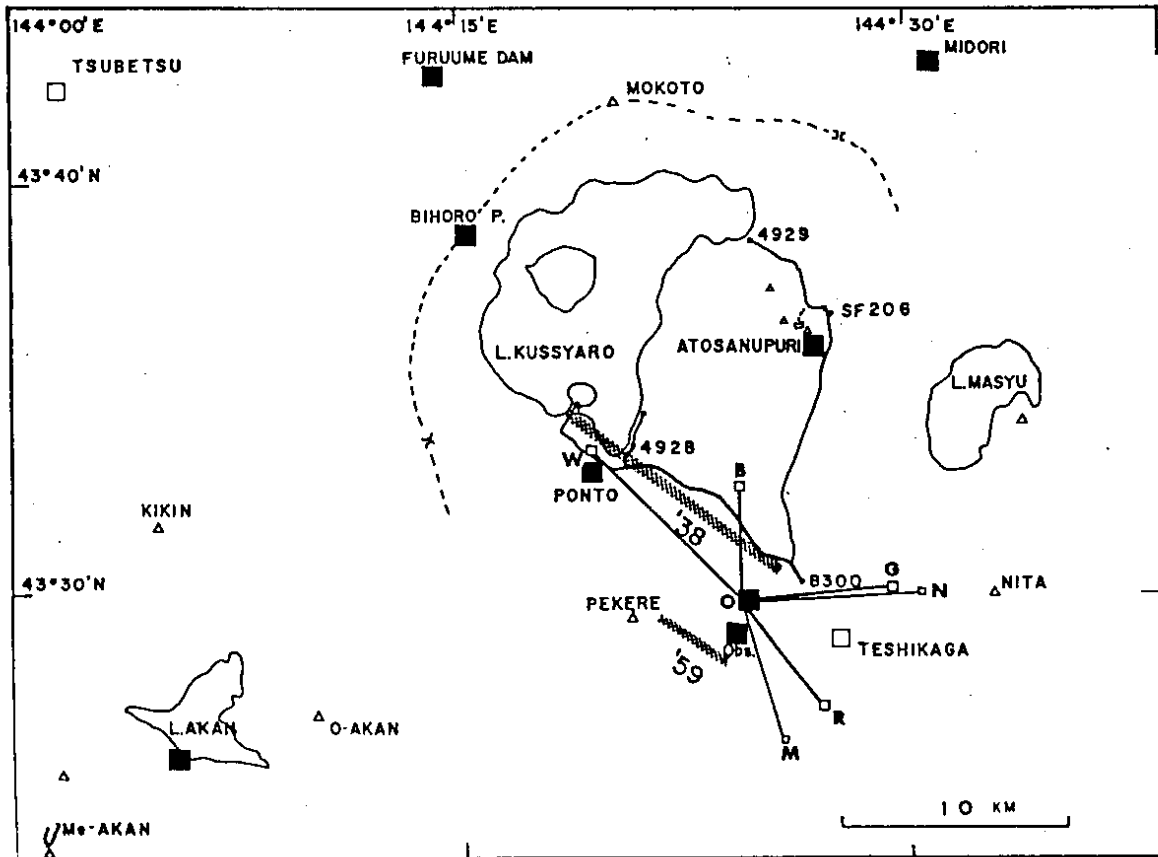 144°00'E
144°15'E
144°30'E
TSUBETSU
FURUUME DAM
MIDORI
MOKOTO
43°40'N
BIHORO P.
4929
SF206
L.KUSSYARO
ATOSANUPURI
L.MASYU
W
4928
B
PONTO
KIKIN
'38
43°30'N
B300
G
N
NITA
PEKERE
O
Obs.
TESHIKAGA
'59
R
L.AKAN
O-AKAN
M
10 KM
Me-AKAN